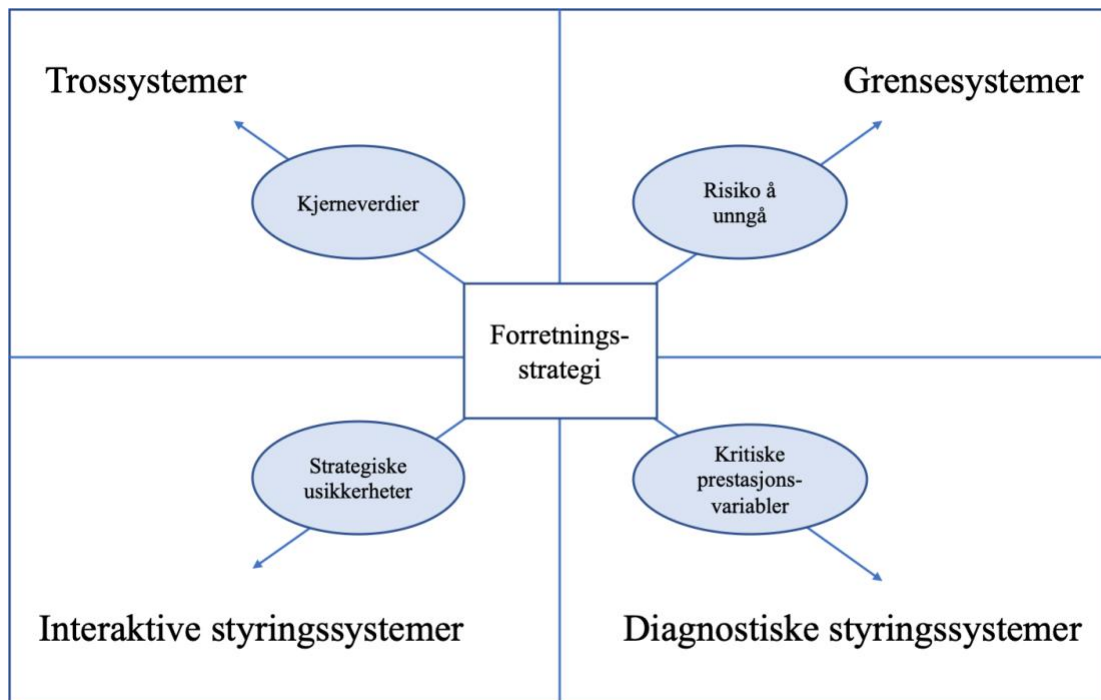 Trossystemer
Grensesystemer
Kjerneverdier
Risiko å
unngå
Forretnings-
strategi
Strategiske
usikkerheter
Kritiske
prestasjons-
variabler
Interaktive styringssystemer
Diagnostiske styringssystemer